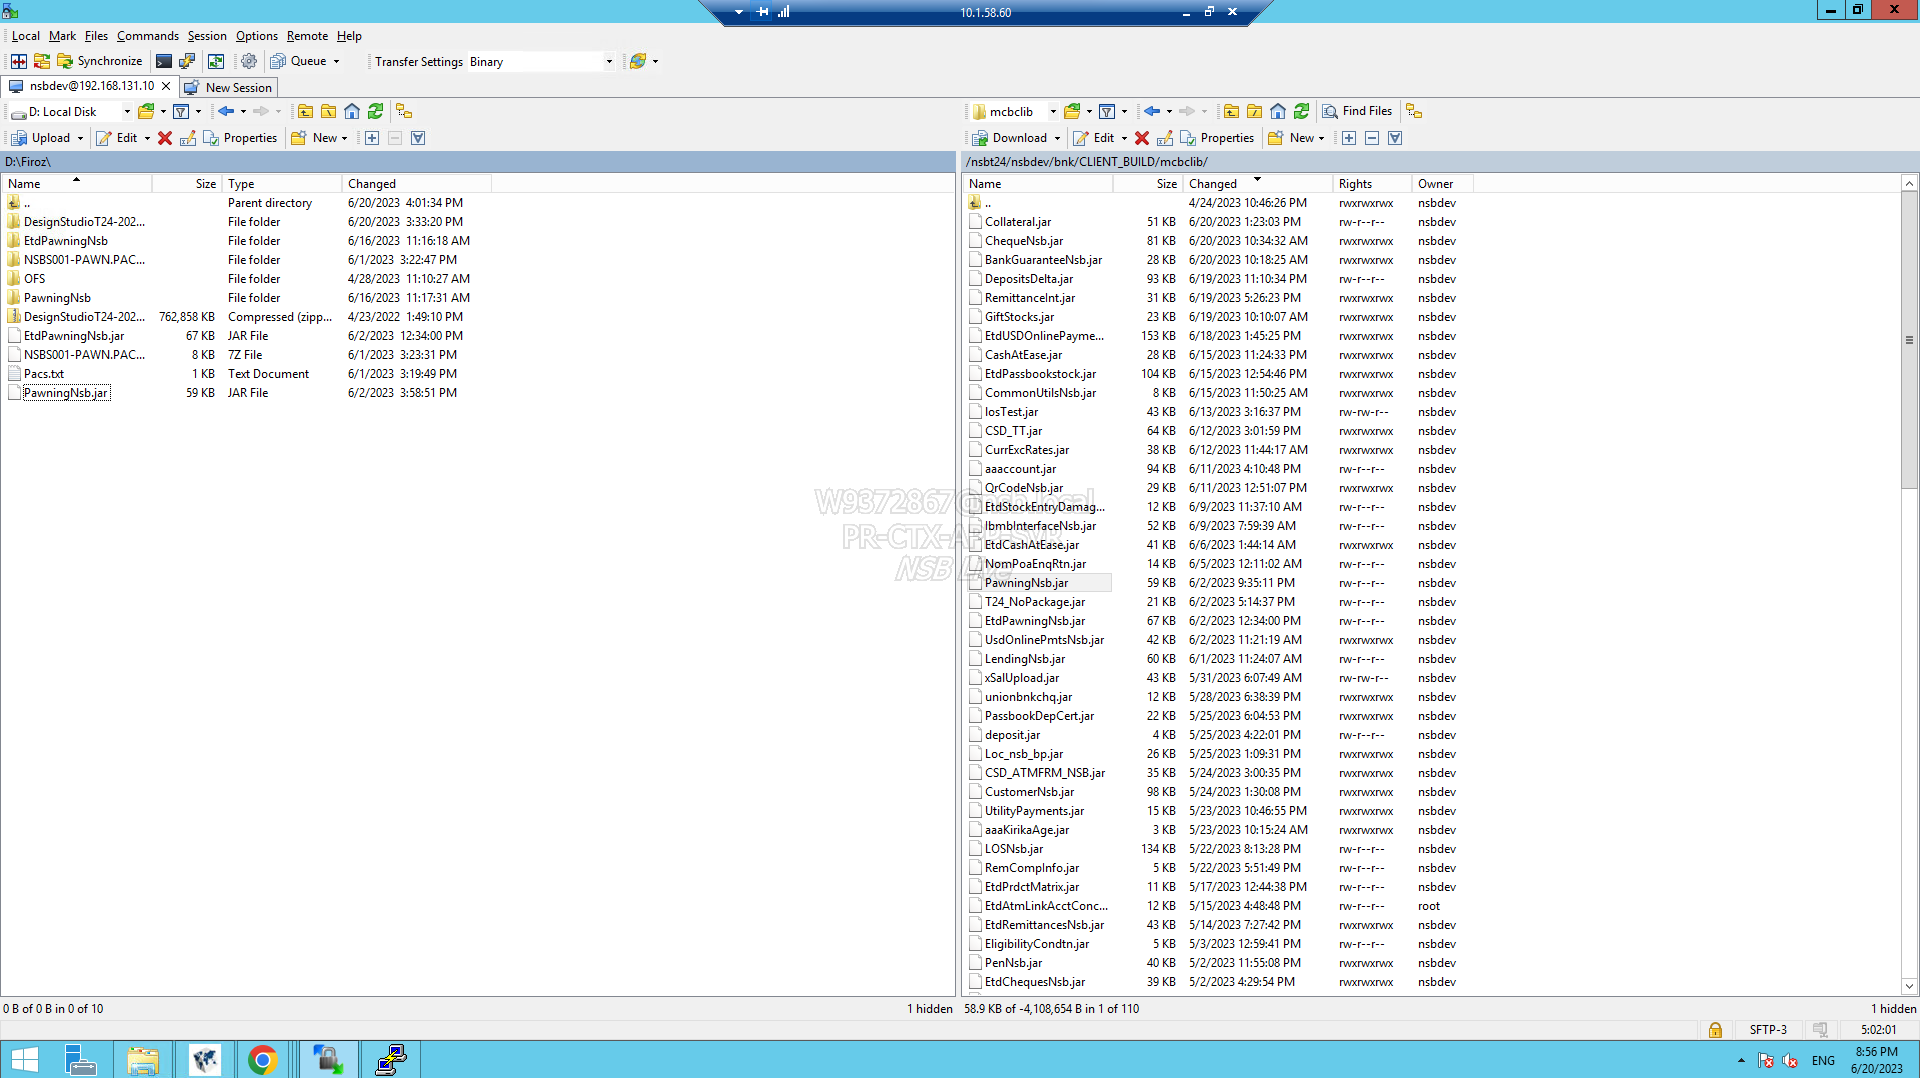 10.1.58.60
Local Mark Files Commands Session Options Remote Help
Synchronize Queue Transfer Settings Binary
nsbdev@192.168.131.10 New Session
D: Local Disk
Upload Edit Properties New
D:\Firoz\
Name Size Type Changed
.. Parent directory 6/20/2023 4:01:34 PM
DesignStudioT24-202... File folder 6/20/2023 3:33:20 PM
EtdPawningNsb File folder 6/16/2023 11:16:18 AM
NSBS001-PAWN.PAC... File folder 6/1/2023 3:22:47 PM
OFS File folder 4/28/2023 11:10:27 AM
PawningNsb File folder 6/16/2023 11:17:31 AM
DesignStudioT24-202... 762,858 KB Compressed (zipp... 4/23/2022 1:49:10 PM
EtdPawningNsb.jar 67 KB JAR File 6/2/2023 12:34:00 PM
NSBS001-PAWN.PAC... 8 KB 7Z File 6/1/2023 3:23:31 PM
Pacs.txt 1 KB Text Document 6/1/2023 3:19:49 PM
PawningNsb.jar 59 KB JAR File 6/2/2023 3:58:51 PM
0 B of 0 B in 0 of 10 1 hidden
mcbclib Find Files
Download Edit Properties New
/nsbt24/nsbdev/bnk/CLIENT_BUILD/mcbclib/
Name Size Changed Rights Owner
.. 4/24/2023 10:46:26 PM rwxrwxrwx nsbdev
Collateral.jar 51 KB 6/20/2023 1:23:03 PM rw-r--r-- nsbdev
ChequeNsb.jar 81 KB 6/20/2023 10:34:32 AM rwxrwxrwx nsbdev
BankGuaranteeNsb.jar 28 KB 6/20/2023 10:18:25 AM rwxrwxrwx nsbdev
DepositsDelta.jar 93 KB 6/19/2023 11:10:34 PM rw-r--r-- nsbdev
RemittanceInt.jar 31 KB 6/19/2023 5:26:23 PM rwxrwxrwx nsbdev
GiftStocks.jar 23 KB 6/19/2023 10:10:07 AM rwxrwxrwx nsbdev
EtdUSDOnlinePayme... 153 KB 6/18/2023 1:45:25 PM rwxrwxrwx nsbdev
CashAtEase.jar 28 KB 6/15/2023 11:24:33 PM rwxrwxrwx nsbdev
EtdPassbookstock.jar 104 KB 6/15/2023 12:54:46 PM rwxrwxrwx nsbdev
CommonUtilsNsb.jar 8 KB 6/15/2023 11:50:25 AM rwxrwxrwx nsbdev
losTest.jar 43 KB 6/13/2023 3:16:37 PM rw-rw-r-- nsbdev
CSD_TT.jar 64 KB 6/12/2023 3:01:59 PM rwxrwxrwx nsbdev
CurrExcRates.jar 38 KB 6/12/2023 11:44:17 AM rwxrwxrwx nsbdev
aaaccount.jar 94 KB 6/11/2023 4:10:48 PM rw-r--r-- nsbdev
QrCodeNsb.jar 29 KB 6/11/2023 12:51:07 PM rwxrwxrwx nsbdev
EtdStockEntryDamag... 12 KB 6/9/2023 11:37:10 AM rw-r--r-- nsbdev
IbmbInterfaceNsb.jar 52 KB 6/9/2023 7:59:39 AM rw-r--r-- nsbdev
EtdCashAtEase.jar 41 KB 6/6/2023 1:44:14 AM rwxrwxrwx nsbdev
NomPoaEnqRtn.jar 14 KB 6/5/2023 12:11:02 AM rw-r--r-- nsbdev
PawningNsb.jar 59 KB 6/2/2023 9:35:11 PM rw-r--r-- nsbdev
T24_NoPackage.jar 21 KB 6/2/2023 5:14:37 PM rw-r--r-- nsbdev
EtdPawningNsb.jar 67 KB 6/2/2023 12:34:00 PM rw-r--r-- nsbdev
UsdOnlinePmtsNsb.jar 42 KB 6/2/2023 11:21:19 AM rwxrwxrwx nsbdev
LendingNsb.jar 60 KB 6/1/2023 11:24:07 AM rw-r--r-- nsbdev
xSalUpload.jar 43 KB 5/31/2023 6:07:49 AM rw-rw-r-- nsbdev
unionbnkchq.jar 12 KB 5/28/2023 6:38:39 PM rwxrwxrwx nsbdev
PassbookDepCert.jar 22 KB 5/25/2023 6:04:53 PM rwxrwxrwx nsbdev
deposit.jar 4 KB 5/25/2023 4:22:01 PM rw-r--r-- nsbdev
Loc_nsb_bp.jar 26 KB 5/25/2023 1:09:31 PM rwxrwxrwx nsbdev
CSD_ATMFRM_NSB.jar 35 KB 5/24/2023 3:00:35 PM rwxrwxrwx nsbdev
CustomerNsb.jar 98 KB 5/24/2023 1:30:08 PM rwxrwxrwx nsbdev
UtilityPayments.jar 15 KB 5/23/2023 10:46:55 PM rwxrwxrwx nsbdev
aaaKirikaAge.jar 3 KB 5/23/2023 10:15:24 AM rwxrwxrwx nsbdev
LOSNsb.jar 134 KB 5/22/2023 8:13:28 PM rw-r--r-- nsbdev
RemCompInfo.jar 5 KB 5/22/2023 5:51:49 PM rw-r--r-- nsbdev
EtdPrdctMatrix.jar 11 KB 5/17/2023 12:44:38 PM rw-r--r-- nsbdev
EtdAtmLinkAcctConc... 12 KB 5/15/2023 4:48:48 PM rw-r--r-- root
EtdRemittancesNsb.jar 43 KB 5/14/2023 7:27:42 PM rwxrwxrwx nsbdev
EligibilityCondtn.jar 5 KB 5/3/2023 12:59:41 PM rw-r--r-- nsbdev
PenNsb.jar 40 KB 5/2/2023 11:55:08 PM rwxrwxrwx nsbdev
EtdChequesNsb.jar 39 KB 5/2/2023 4:29:54 PM rwxrwxrwx nsbdev
58.9 KB of -4,108,654 B in 1 of 110 1 hidden
W9372867@nsb.local
PR-CTX-APP-SVR
NSB Live
SFTP-3 5:02:01
ENG 8:56 PM
6/20/2023